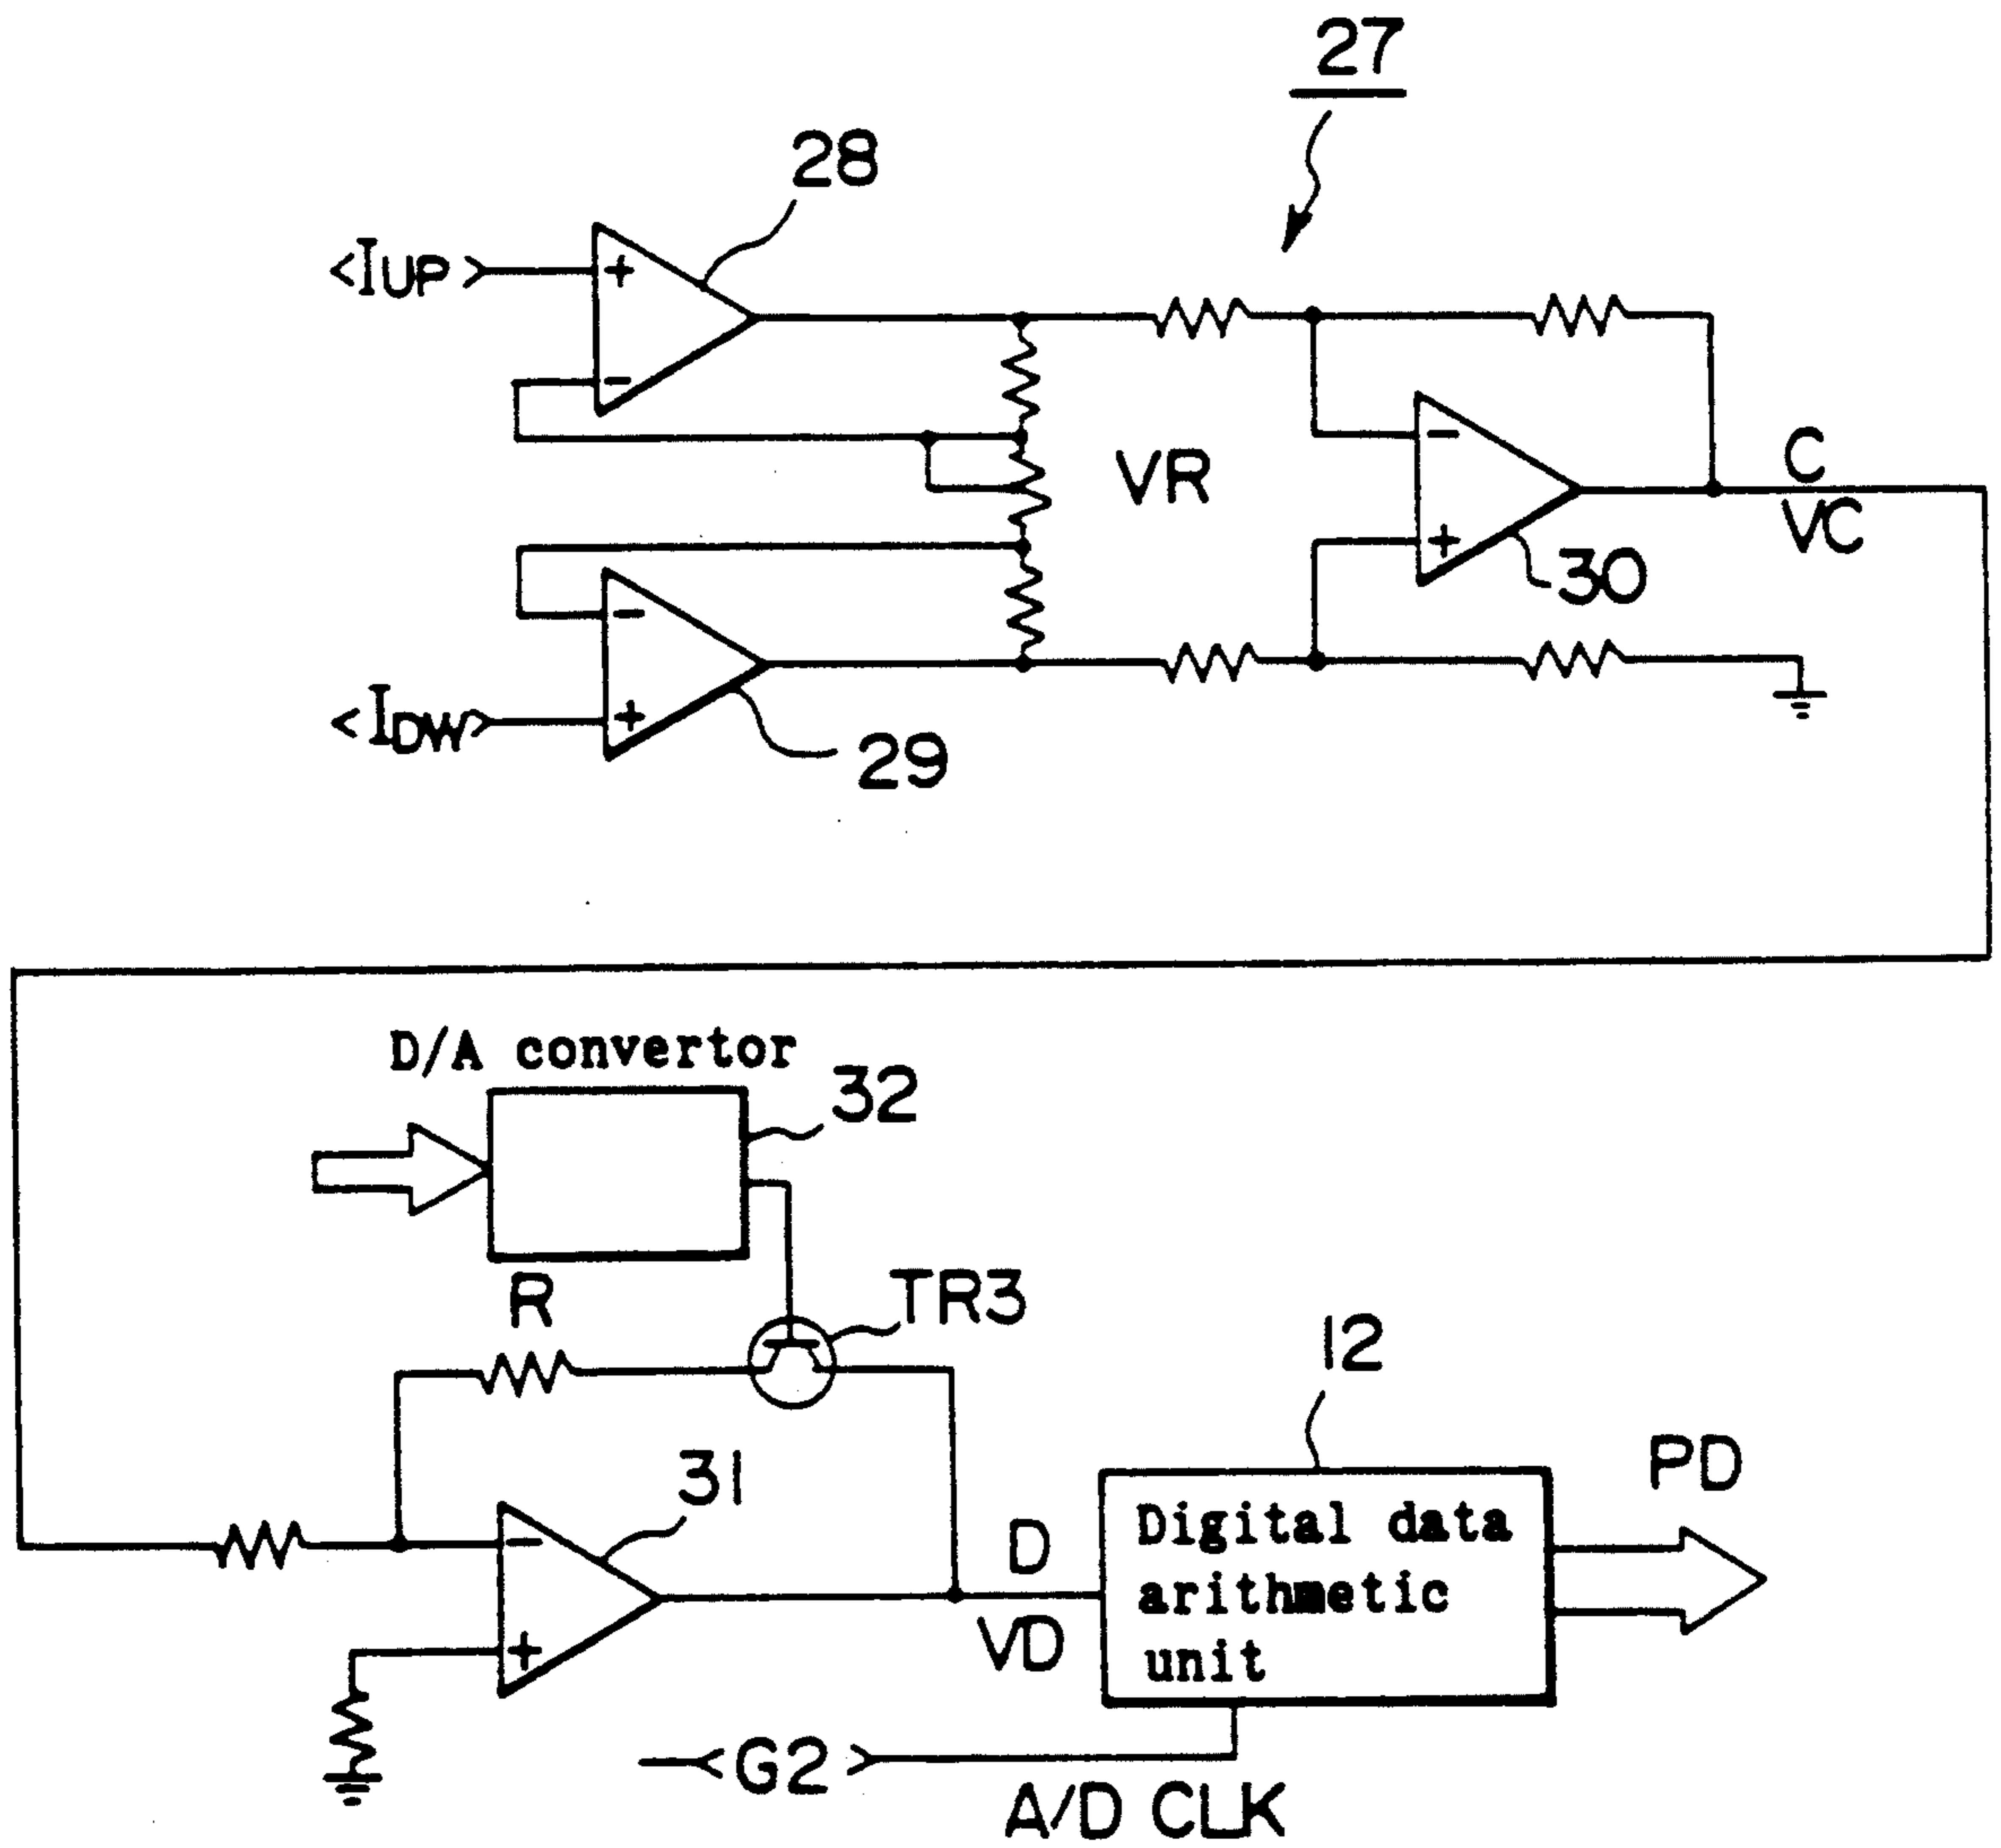 27
28
<IUP>
+
-
VR
-
C
VC
+
30
-
<IDW>
+
29
D/A convertor
32
R
TR3
12
31
PD
-
D
Digital data
arithmetic
unit
+
VD
<G2>
A/D CLK